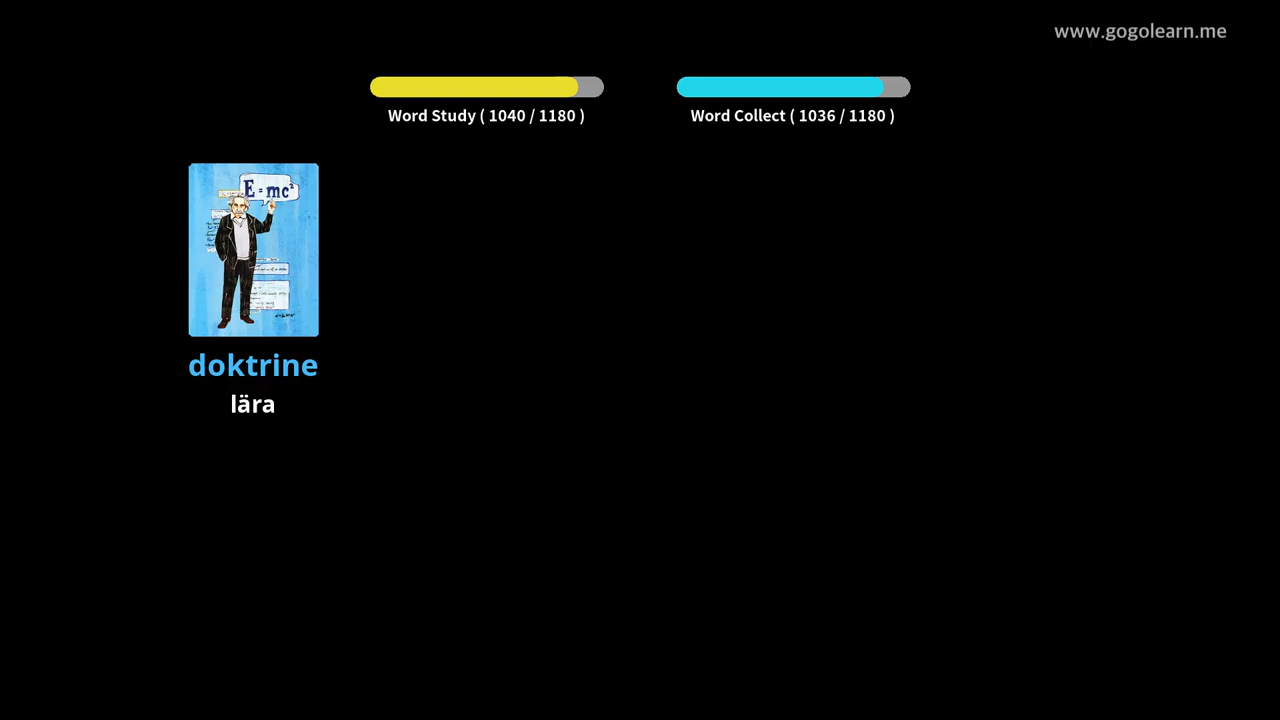 www.gogolearn.me
Word Study ( 1040 / 1180 )
Word Collect ( 1036 / 1180 )
E = mc²
doktrine
lära